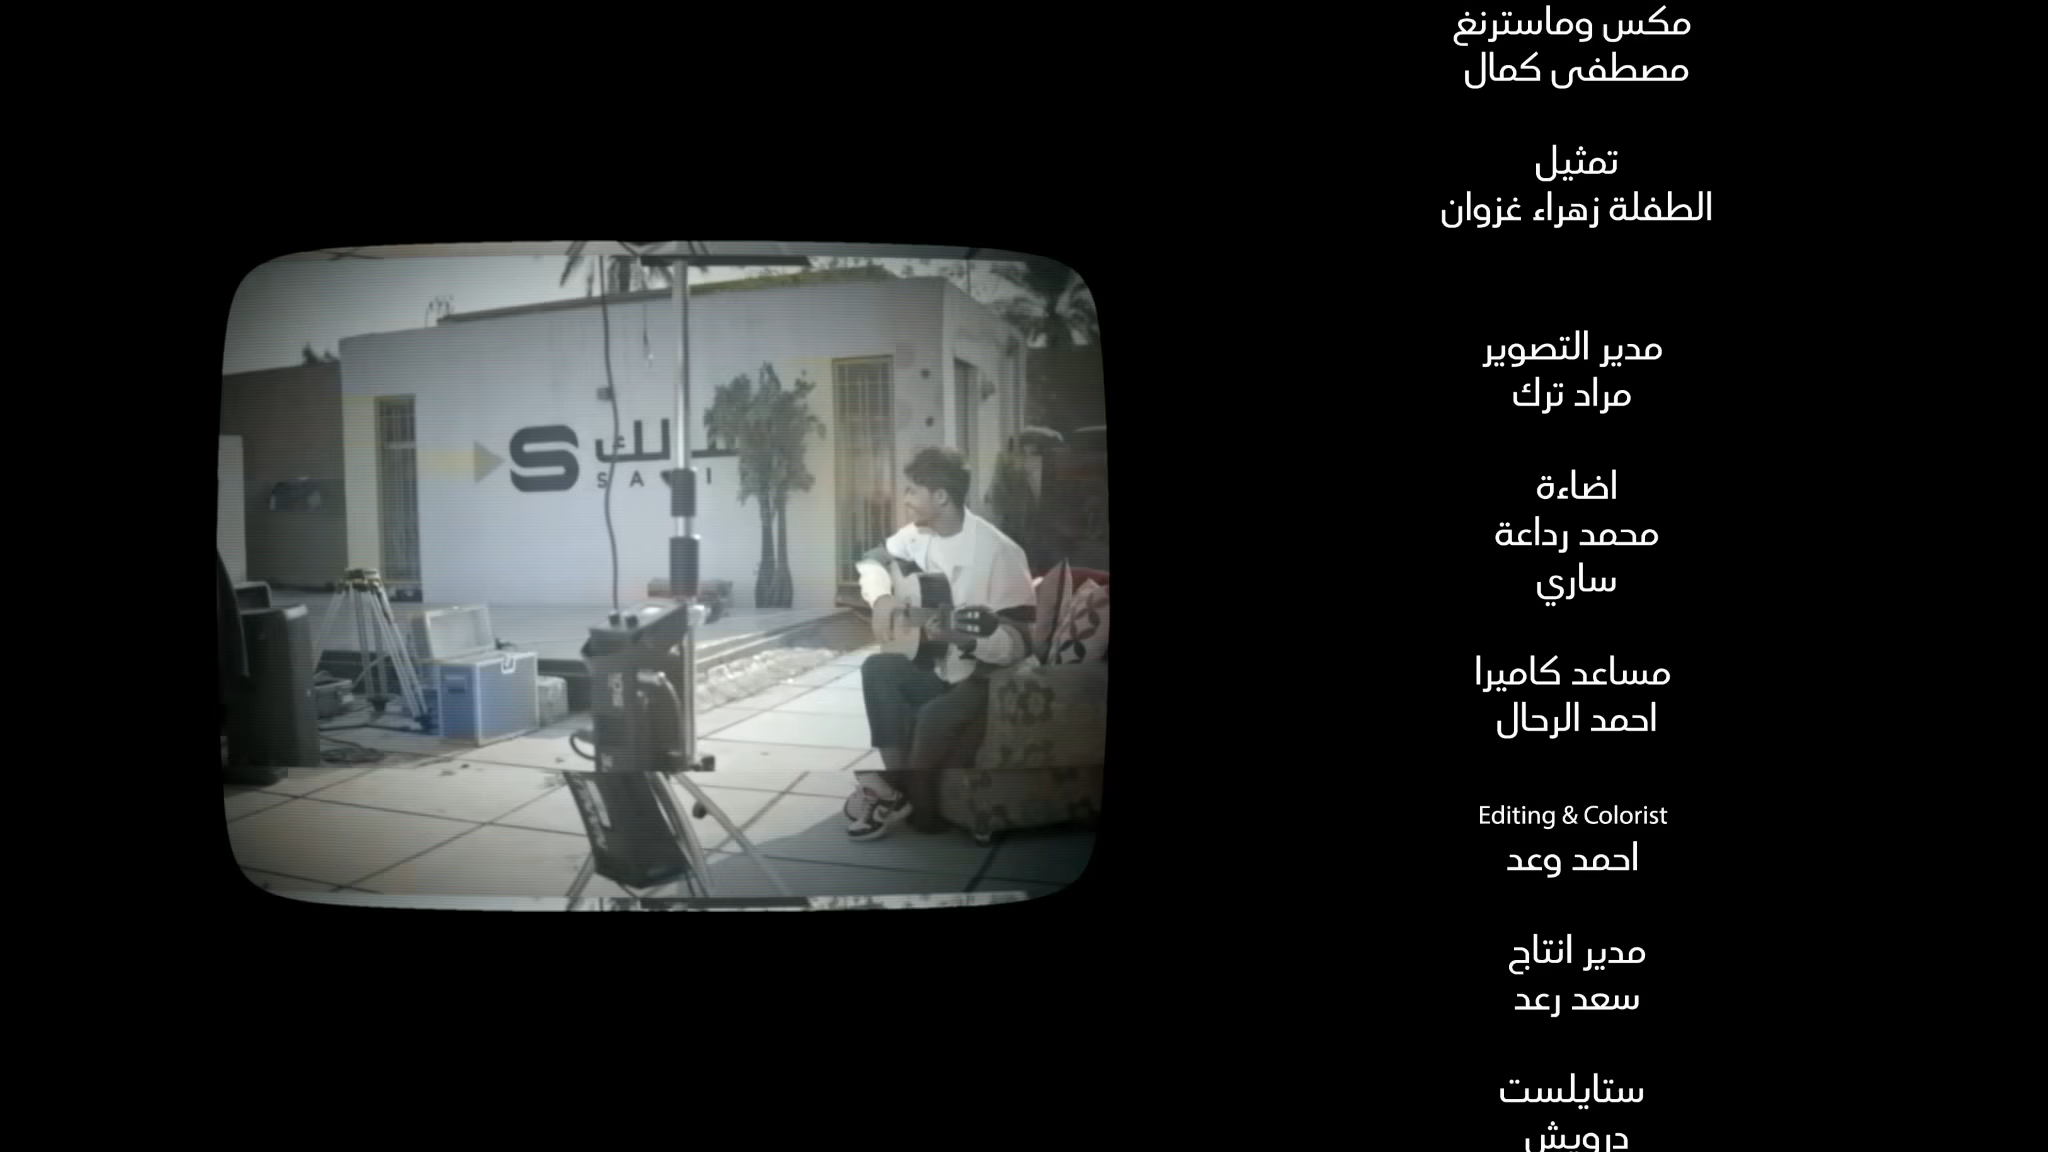 مكس وماسترنغ
مصطفى كمال
تمثيل
الطفلة زهراء غزوان
مدير التصوير
مراد ترك
اضاءة
محمد رداعة
ساري
مساعد كاميرا
احمد الرحال
Editing & Colorist
احمد وعد
مدير انتاج
سعد رعد
ستايلست
درويش
S